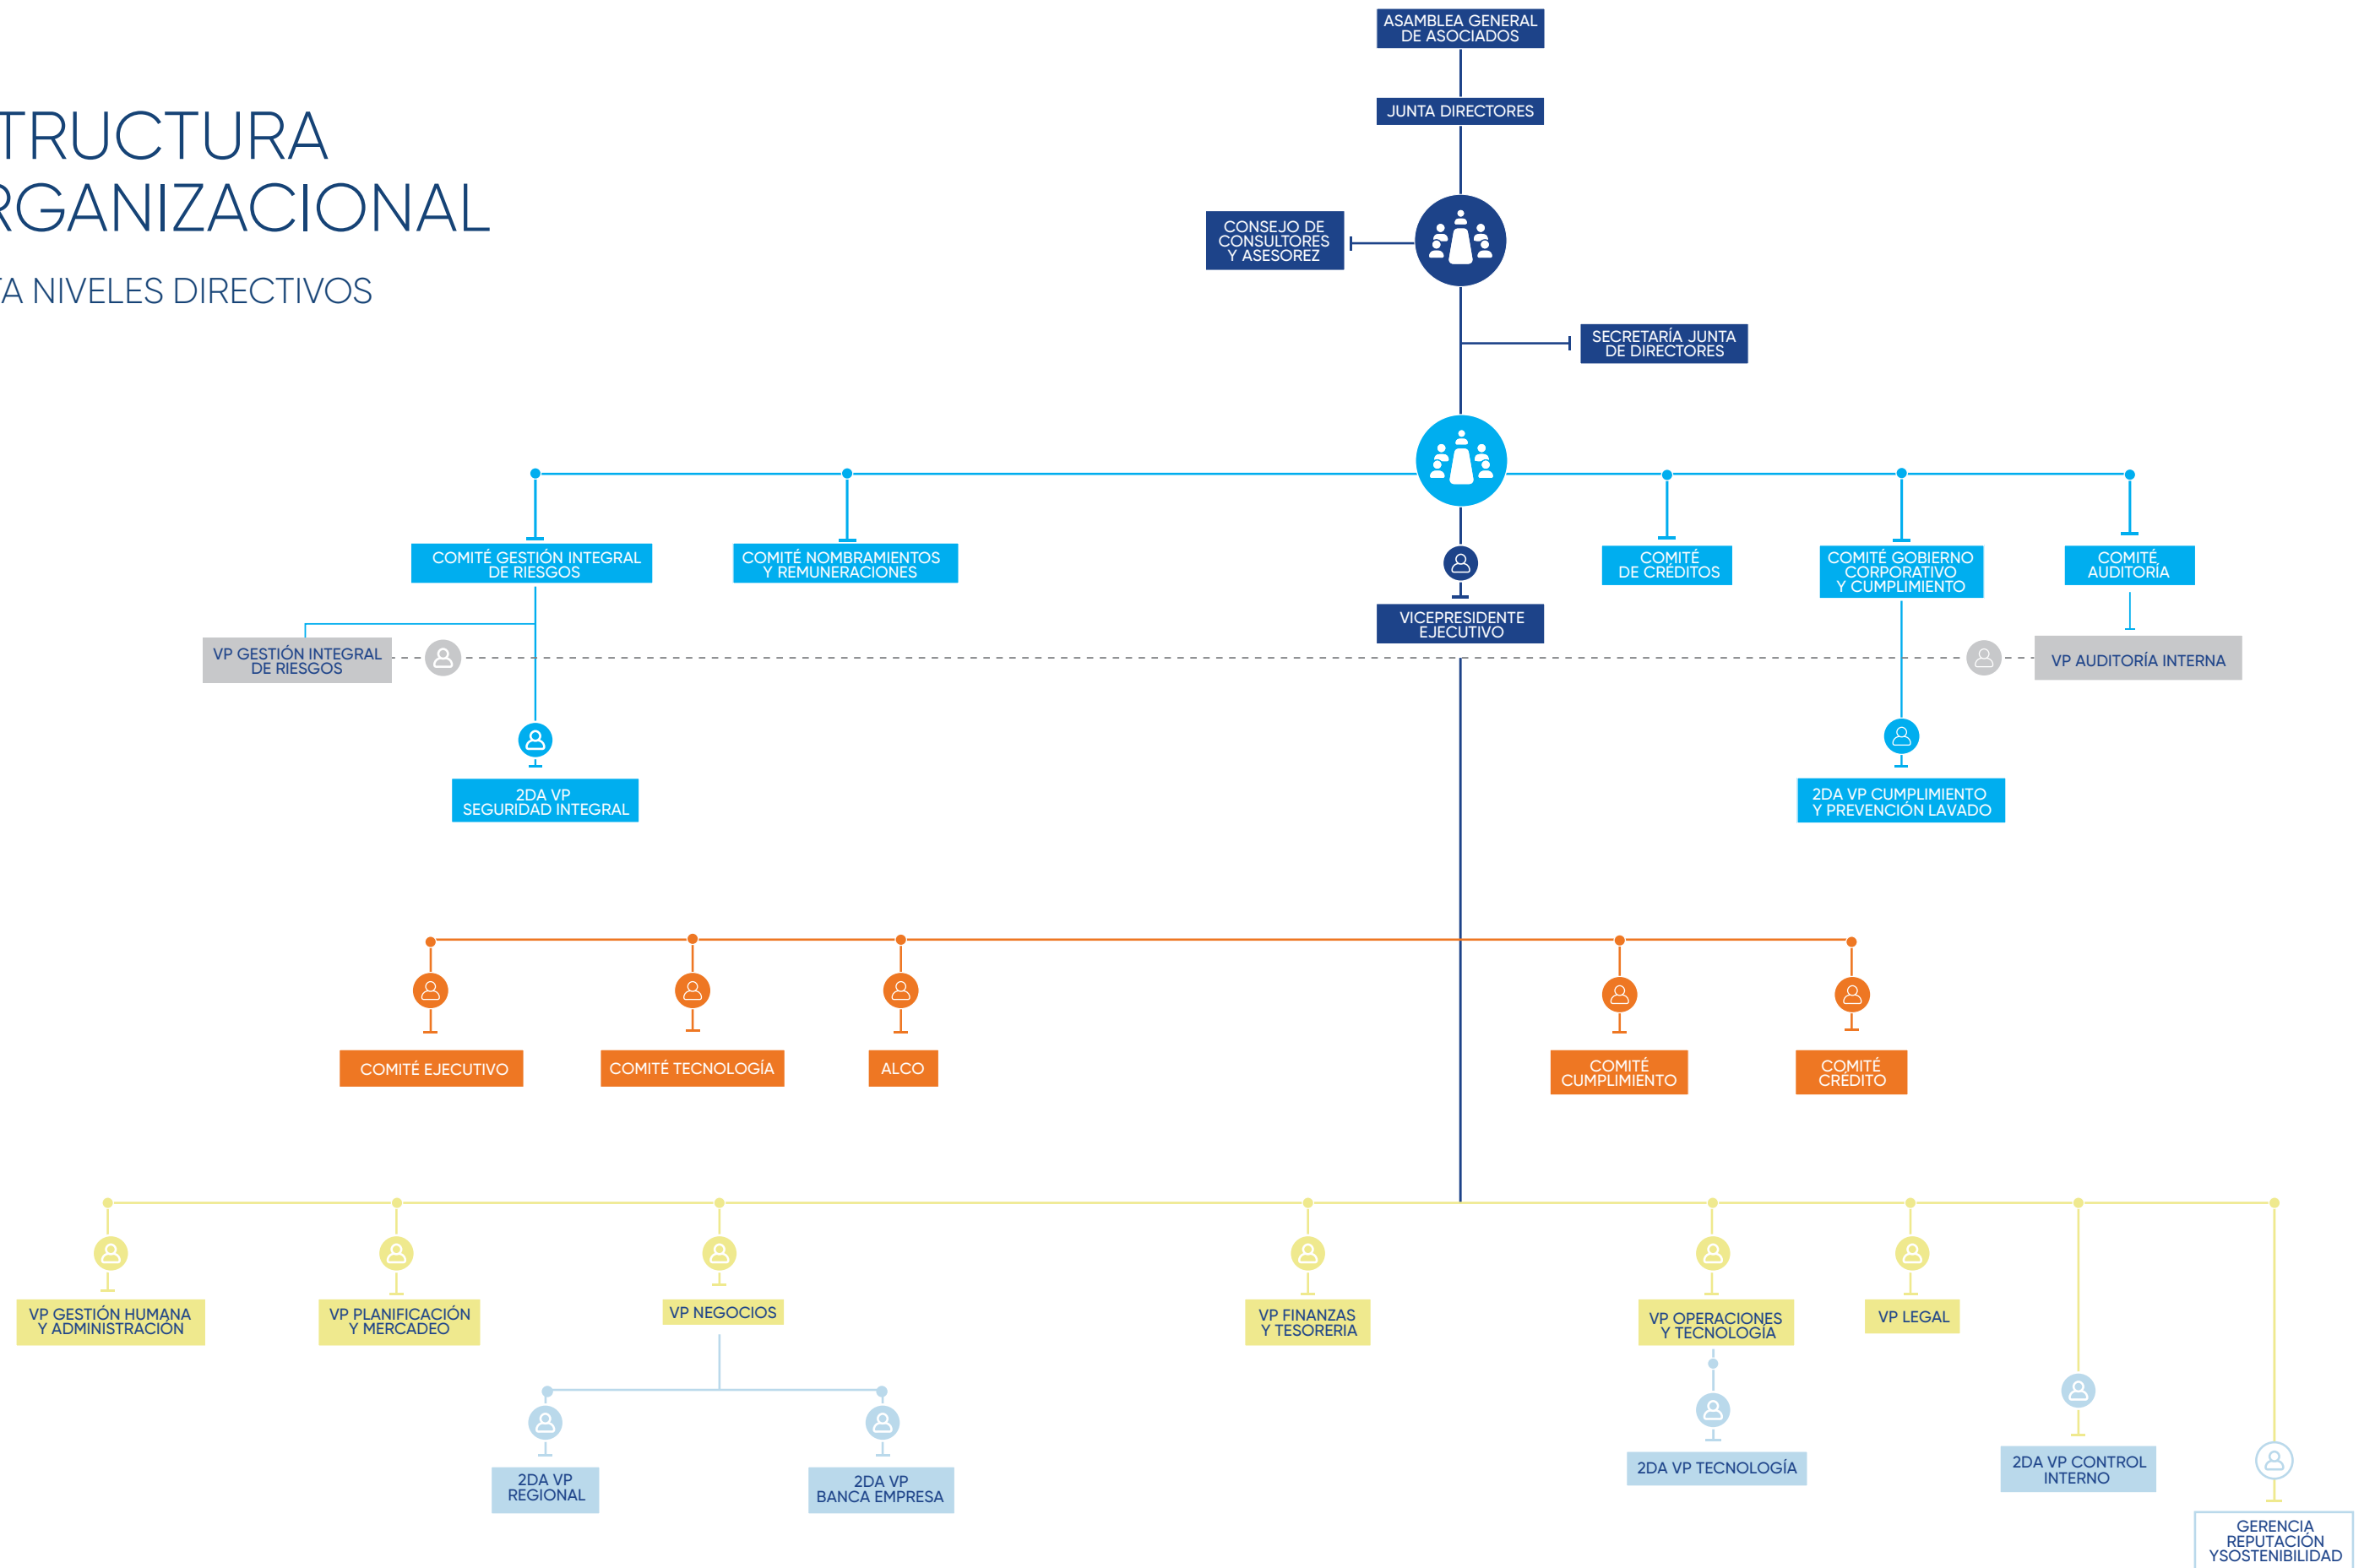 ASAMBLEA GENERAL
DE ASOCIADOS
JUNTA DIRECTORES
TRUCTURA
RGANIZACIONAL
TA NIVELES DIRECTIVOS
CONSEJO DE
CONSULTORES
Y ASESOREZ
SECRETARÍA JUNTA
DE DIRECTORES
COMITÉ GESTIÓN INTEGRAL
DE RIESGOS
COMITÉ NOMBRAMIENTOS
Y REMUNERACIONES
COMITÉ
DE CRÉDITOS
COMITÉ GOBIERNO
CORPORATIVO
Y CUMPLIMIENTO
COMITÉ
AUDITORÍA
VICEPRESIDENTE
EJECUTIVO
VP GESTIÓN INTEGRAL
DE RIESGOS
VP AUDITORÍA INTERNA
2DA VP
SEGURIDAD INTEGRAL
2DA VP CUMPLIMIENTO
Y PREVENCIÓN LAVADO
COMITÉ EJECUTIVO
COMITÉ TECNOLOGÍA
ALCO
COMITÉ
CUMPLIMIENTO
COMITÉ
CRÉDITO
VP GESTIÓN HUMANA
Y ADMINISTRACIÓN
VP PLANIFICACIÓN
Y MERCADEO
VP NEGOCIOS
VP FINANZAS
Y TESORERIA
VP OPERACIONES
Y TECNOLOGÍA
VP LEGAL
2DA VP
REGIONAL
2DA VP
BANCA EMPRESA
2DA VP TECNOLOGÍA
2DA VP CONTROL
INTERNO
GERENCIA
REPUTACIÓN
YSOSTENIBILIDAD